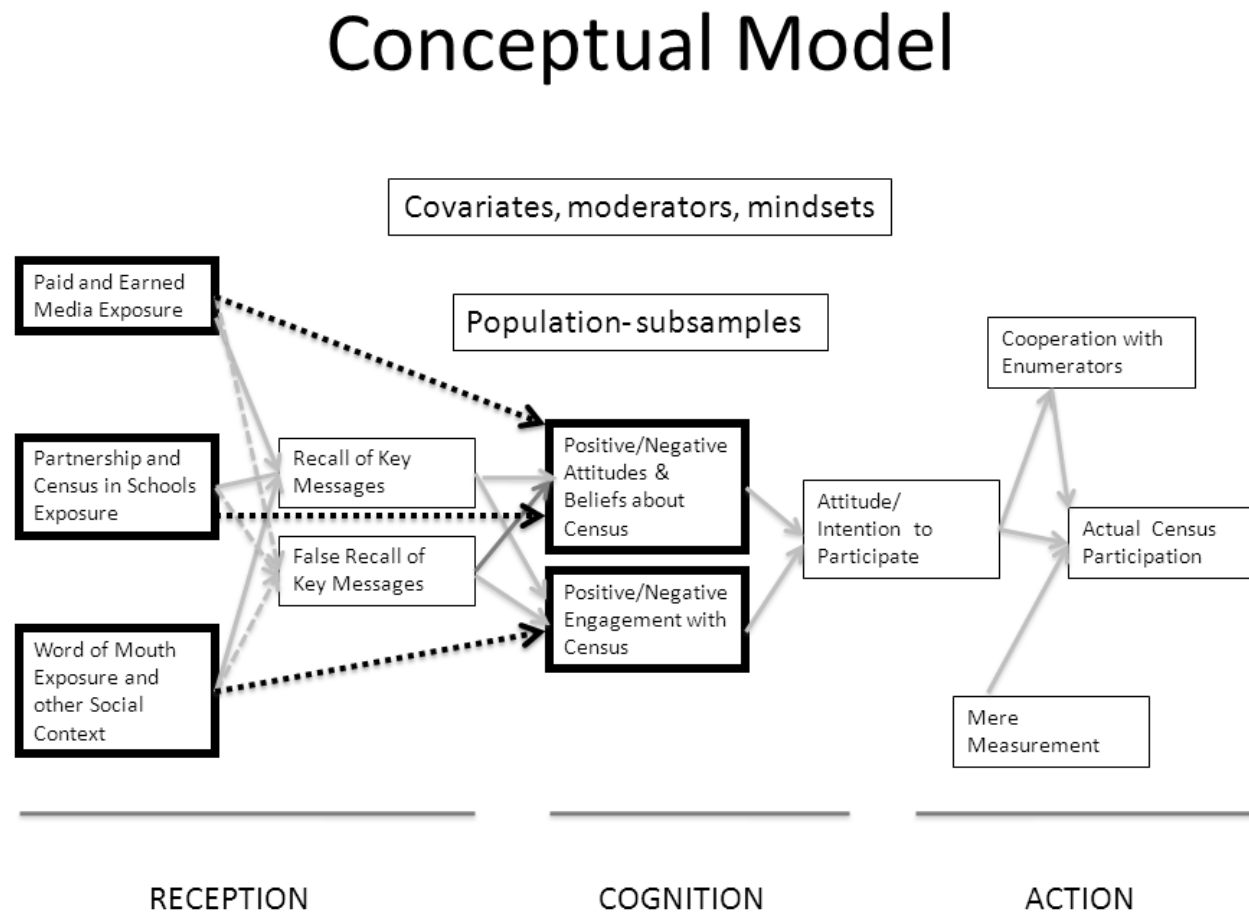 Conceptual Model
Covariates, moderators, mindsets
Paid and Earned
Media Exposure
Population-subsamples
Cooperation with
Enumerators
Partnership and
Census in Schools
Exposure
Recall of Key
Messages
Positive/Negative
Attitudes &
Beliefs about
Census
Attitude/
Intention to
Participate
Actual Census
Participation
False Recall of
Key Messages
Positive/Negative
Engagement with
Census
Word of Mouth
Exposure and
other Social
Context
Mere
Measurement
RECEPTION
COGNITION
ACTION